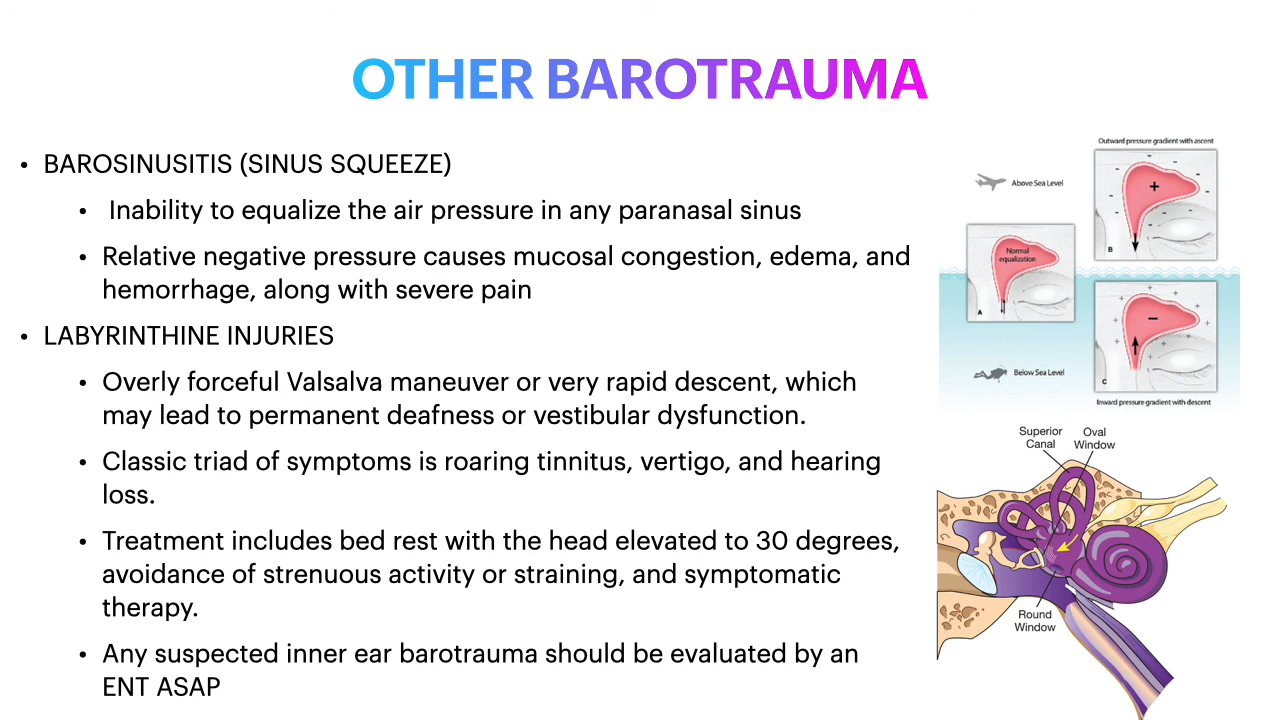 OTHER BAROTRAUMA
• BAROSINUSITIS (SINUS SQUEEZE)
• Inability to equalize the air pressure in any paranasal sinus
• Relative negative pressure causes mucosal congestion, edema, and
hemorrhage, along with severe pain
• LABYRINTHINE INJURIES
• Overly forceful Valsalva maneuver or very rapid descent, which
may lead to permanent deafness or vestibular dysfunction.
• Classic triad of symptoms is roaring tinnitus, vertigo, and hearing
loss.
• Treatment includes bed rest with the head elevated to 30 degrees,
avoidance of strenuous activity or straining, and symptomatic
therapy.
• Any suspected inner ear barotrauma should be evaluated by an
ENT ASAP
Outward pressure gradient with ascent
Above Sea Level
B
Normal
equalization
A
C
Below Sea Level
Inward pressure gradient with descent
Superior
Canal
Oval
Window
Round
Window